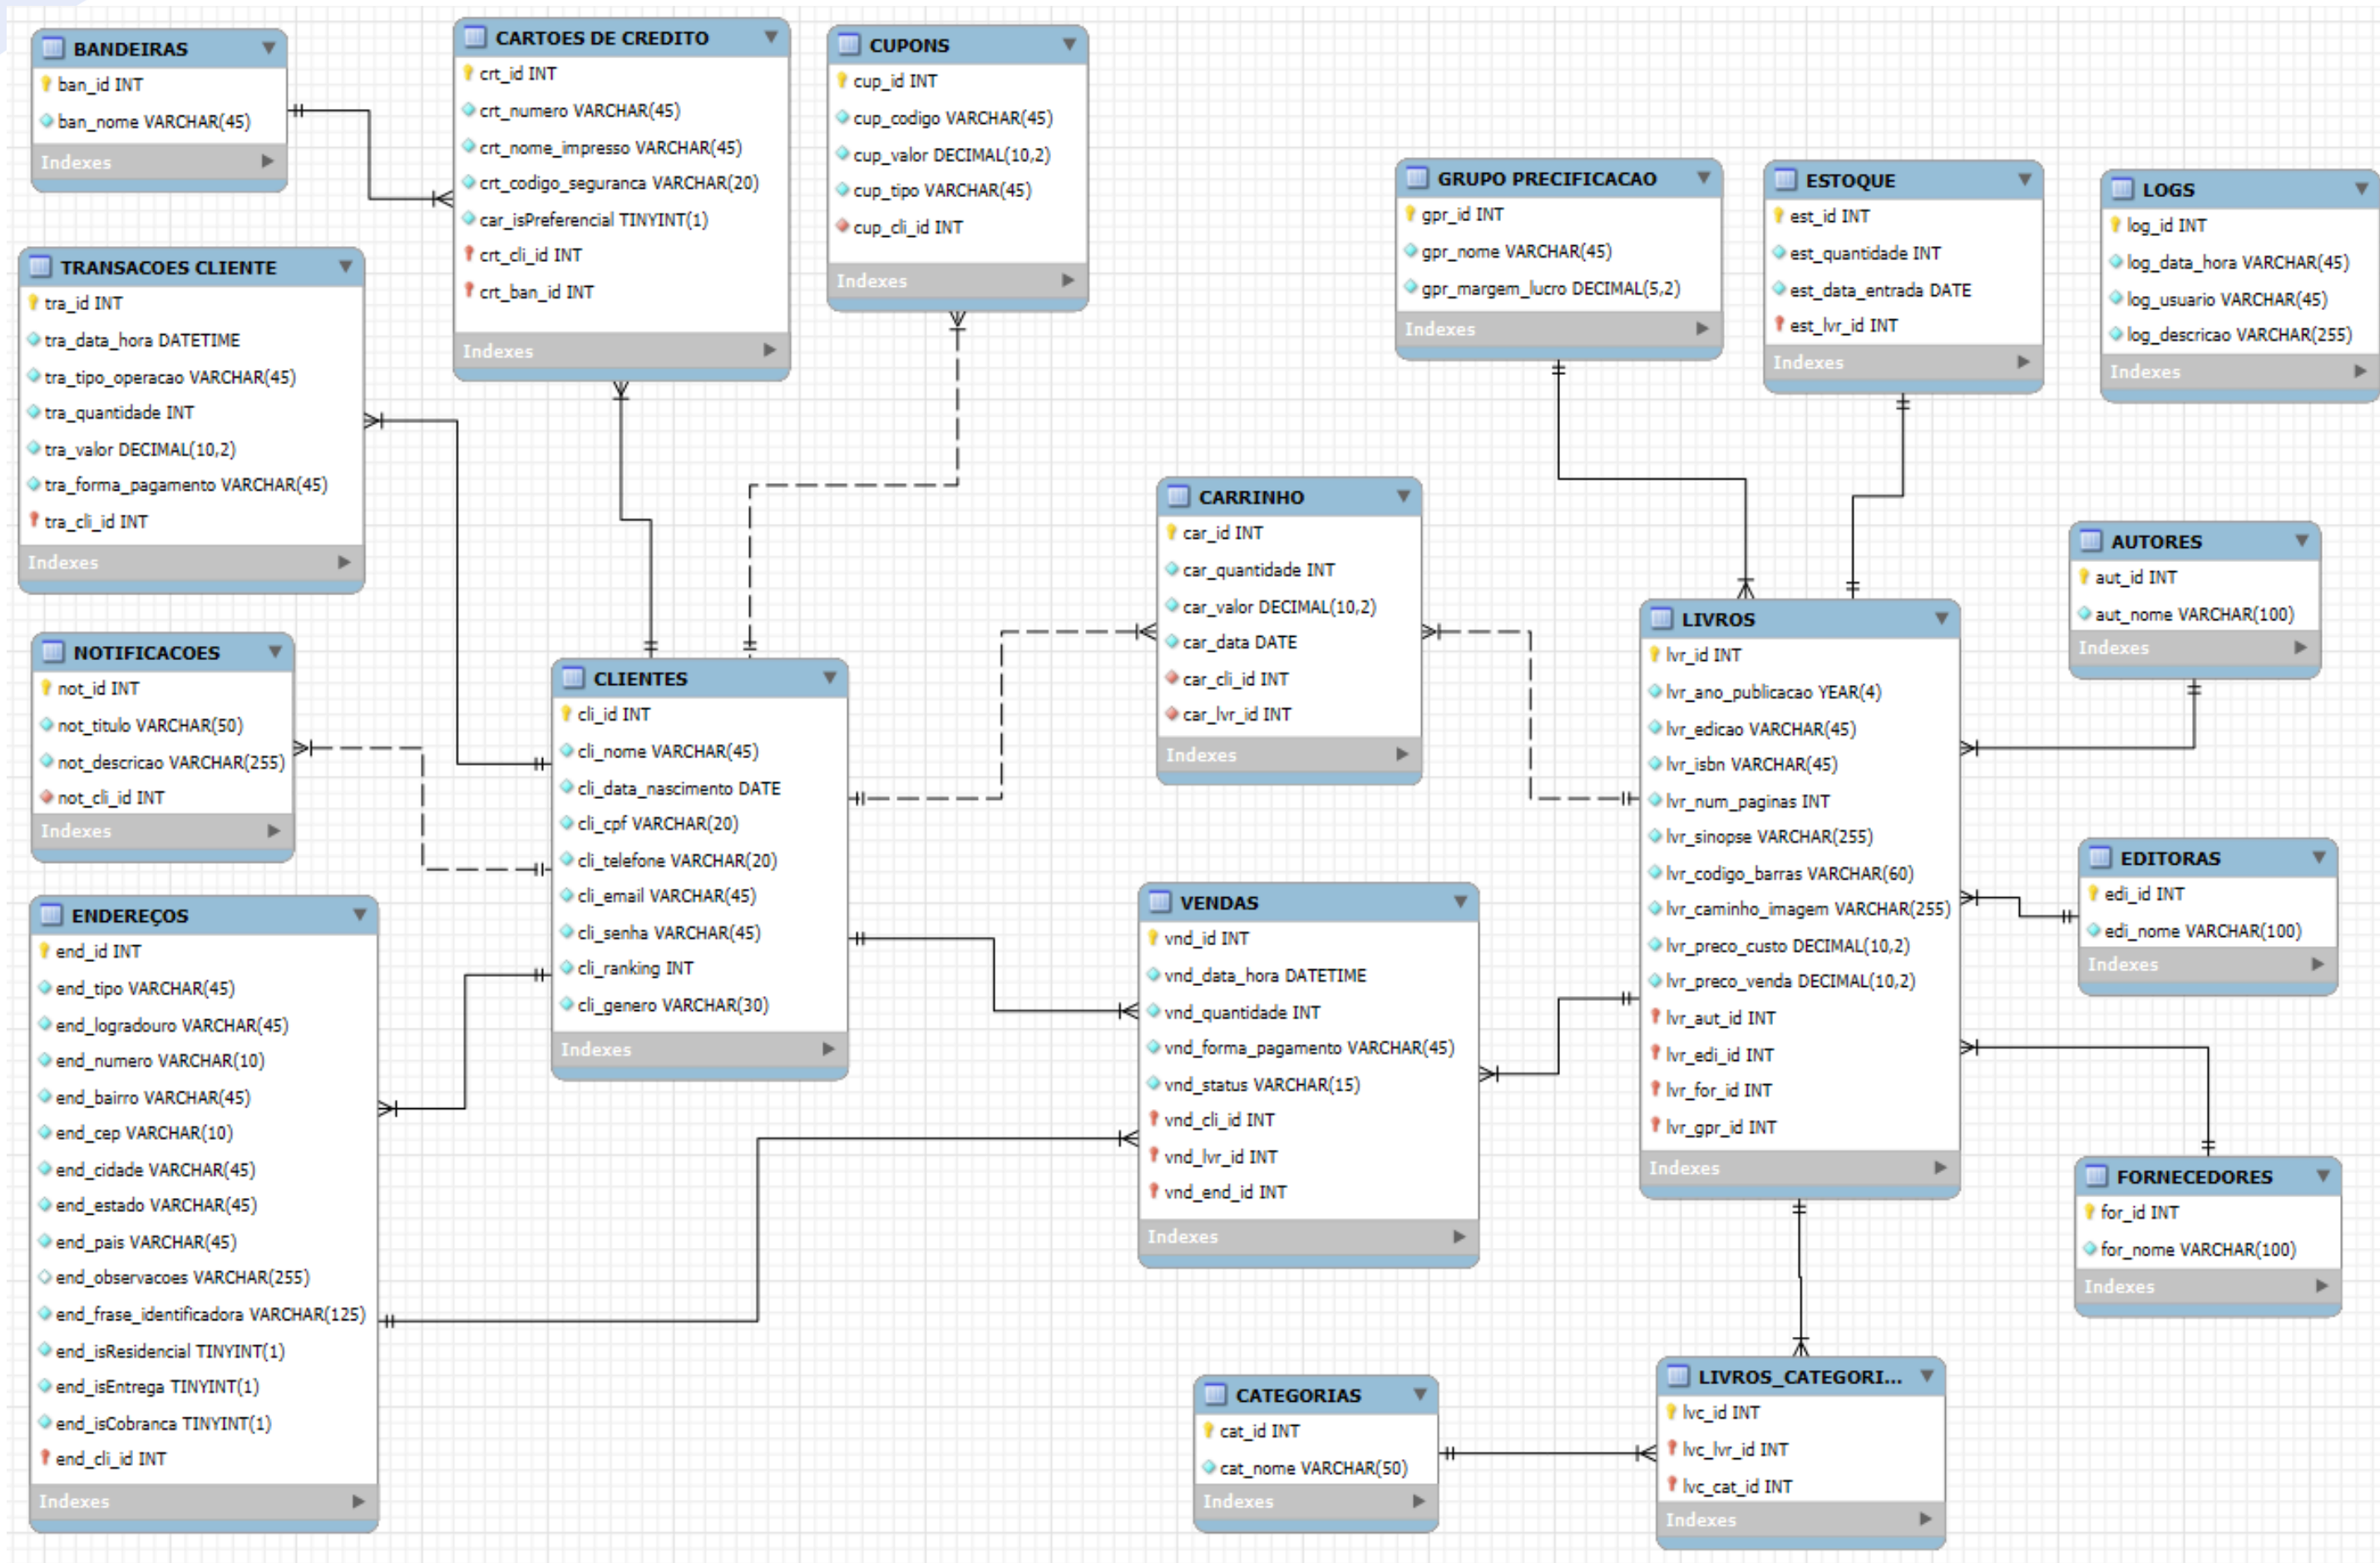 BANDEIRAS
ban_id INT
ban_nome VARCHAR(45)
Indexes
CARTOES DE CREDITO
crt_id INT
crt_numero VARCHAR(45)
crt_nome_impresso VARCHAR(45)
crt_codigo_seguranca VARCHAR(20)
car_isPreferencial TINYINT(1)
crt_cli_id INT
crt_ban_id INT
Indexes
CUPONS
cup_id INT
cup_codigo VARCHAR(45)
cup_valor DECIMAL(10,2)
cup_tipo VARCHAR(45)
cup_cli_id INT
Indexes
GRUPO PRECIFICACAO
gpr_id INT
gpr_nome VARCHAR(45)
gpr_margem_lucro DECIMAL(5,2)
Indexes
ESTOQUE
est_id INT
est_quantidade INT
est_data_entrada DATE
est_lvr_id INT
Indexes
LOGS
log_id INT
log_data_hora VARCHAR(45)
log_usuario VARCHAR(45)
log_descricao VARCHAR(255)
Indexes
TRANSACOES CLIENTE
tra_id INT
tra_data_hora DATETIME
tra_tipo_operacao VARCHAR(45)
tra_quantidade INT
tra_valor DECIMAL(10,2)
tra_forma_pagamento VARCHAR(45)
tra_cli_id INT
Indexes
CARRINHO
car_id INT
car_quantidade INT
car_valor DECIMAL(10,2)
car_data DATE
car_cli_id INT
car_lvr_id INT
Indexes
AUTORES
aut_id INT
aut_nome VARCHAR(100)
Indexes
NOTIFICACOES
not_id INT
not_titulo VARCHAR(50)
not_descricao VARCHAR(255)
not_cli_id INT
Indexes
CLIENTES
cli_id INT
cli_nome VARCHAR(45)
cli_data_nascimento DATE
cli_cpf VARCHAR(20)
cli_telefone VARCHAR(20)
cli_email VARCHAR(45)
cli_senha VARCHAR(45)
cli_ranking INT
cli_genero VARCHAR(30)
Indexes
LIVROS
lvr_id INT
lvr_ano_publicacao YEAR(4)
lvr_edicao VARCHAR(45)
lvr_isbn VARCHAR(45)
lvr_num_paginas INT
lvr_sinopse VARCHAR(255)
lvr_codigo_barras VARCHAR(60)
lvr_caminho_imagem VARCHAR(255)
lvr_preco_custo DECIMAL(10,2)
lvr_preco_venda DECIMAL(10,2)
lvr_aut_id INT
lvr_edi_id INT
lvr_for_id INT
lvr_gpr_id INT
Indexes
EDITORAS
edi_id INT
edi_nome VARCHAR(100)
Indexes
ENDEREÇOS
end_id INT
end_tipo VARCHAR(45)
end_logradouro VARCHAR(45)
end_numero VARCHAR(10)
end_bairro VARCHAR(45)
end_cep VARCHAR(10)
end_cidade VARCHAR(45)
end_estado VARCHAR(45)
end_pais VARCHAR(45)
end_observacoes VARCHAR(255)
end_frase_identificadora VARCHAR(125)
end_isResidencial TINYINT(1)
end_isEntrega TINYINT(1)
end_isCobranca TINYINT(1)
end_cli_id INT
Indexes
VENDAS
vnd_id INT
vnd_data_hora DATETIME
vnd_quantidade INT
vnd_forma_pagamento VARCHAR(45)
vnd_status VARCHAR(15)
vnd_cli_id INT
vnd_lvr_id INT
vnd_end_id INT
Indexes
FORNECEDORES
for_id INT
for_nome VARCHAR(100)
Indexes
CATEGORIAS
cat_id INT
cat_nome VARCHAR(50)
Indexes
LIVROS_CATEGORI...
lvc_id INT
lvc_lvr_id INT
lvc_cat_id INT
Indexes